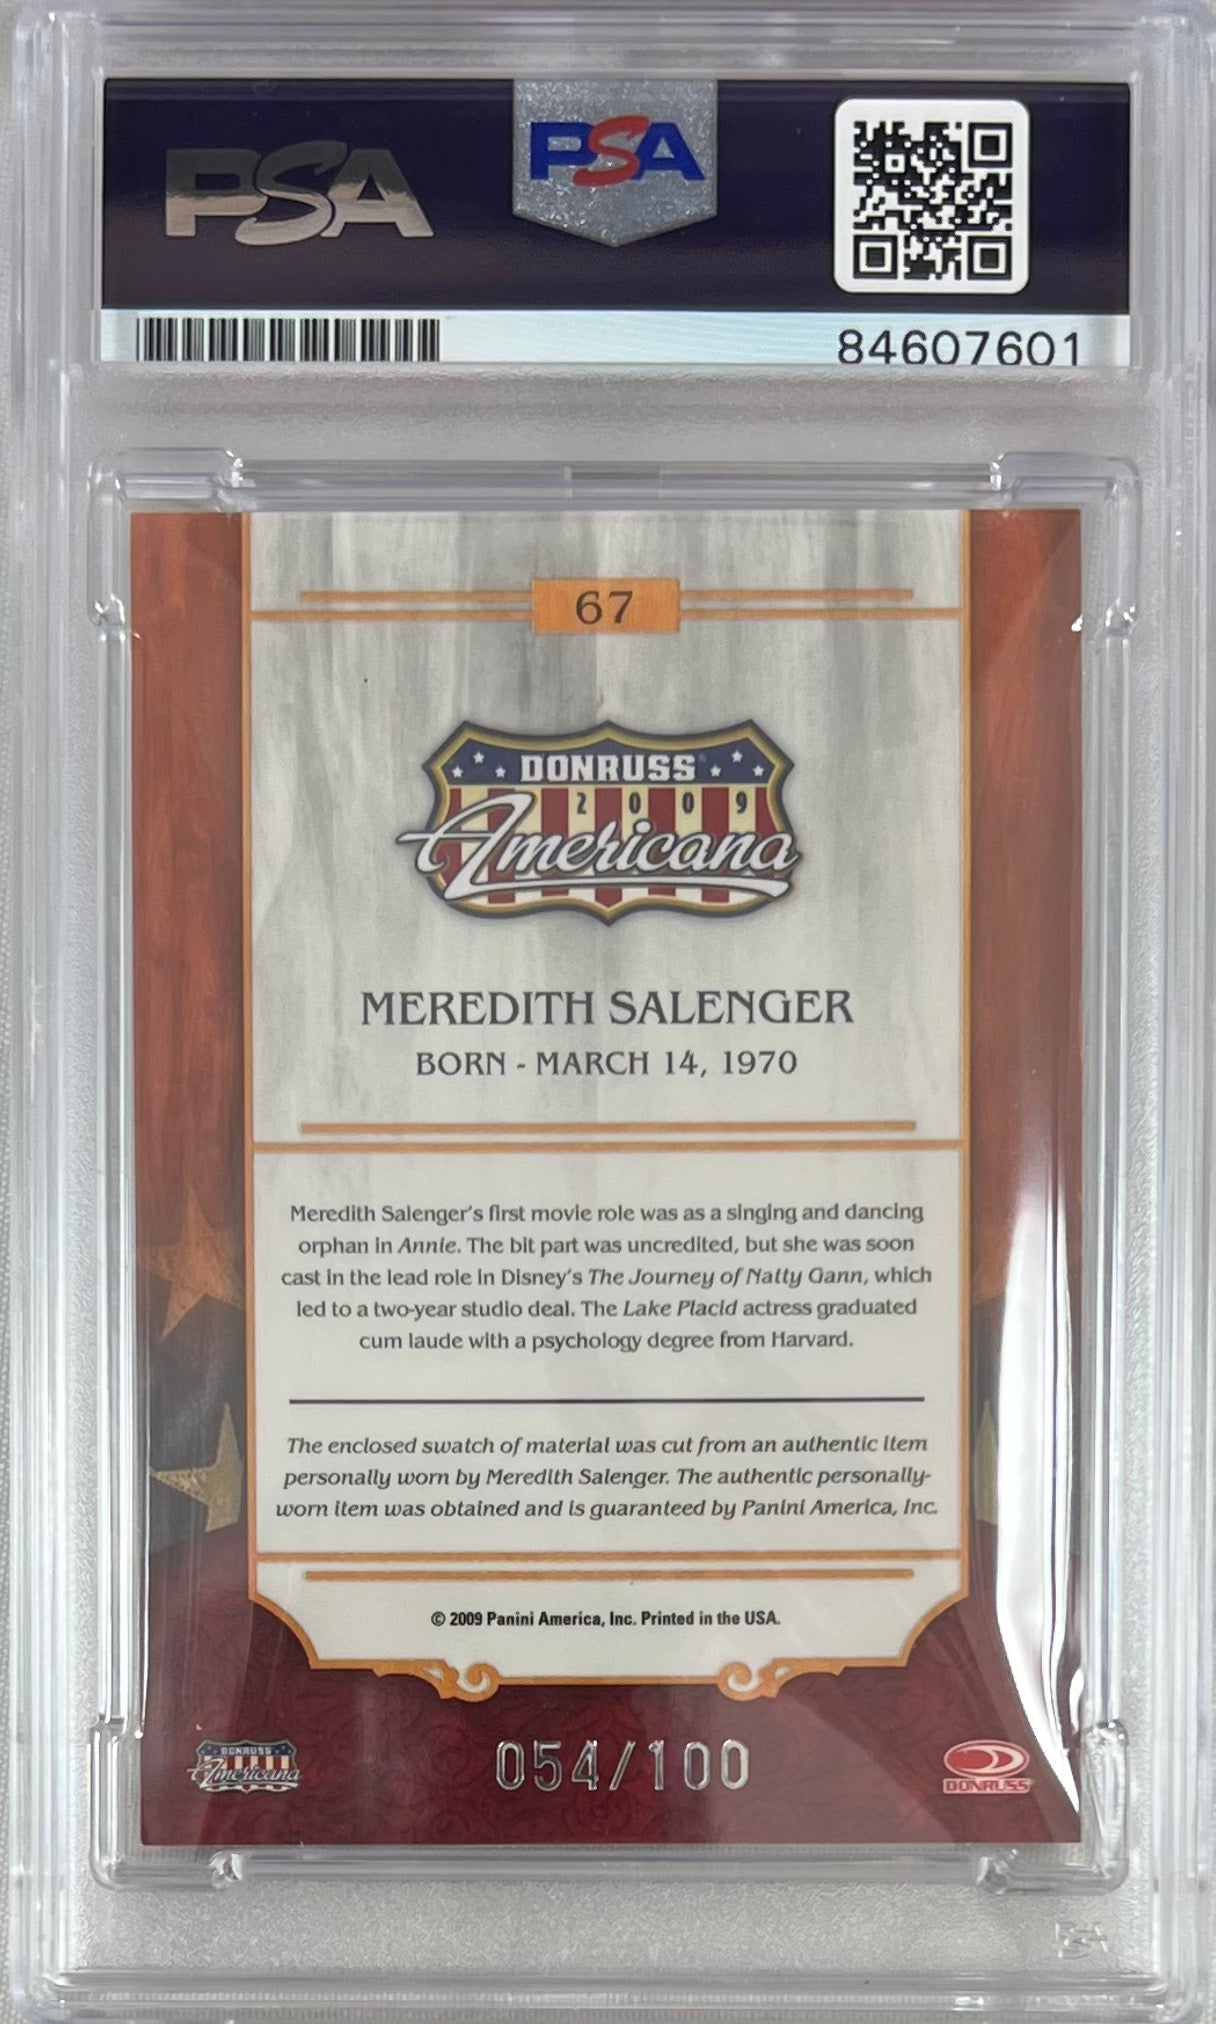 PSA
PSA
84607601
67
DONRUSS
2009
Americana
MEREDITH SALENGER
BORN - MARCH 14, 1970
Meredith Salenger's first movie role was as a singing and dancing
orphan in Annie. The bit part was uncredited, but she was soon
cast in the lead role in Disney's The Journey of Natty Gann, which
led to a two-year studio deal. The Lake Placid actress graduated
cum laude with a psychology degree from Harvard.
The enclosed swatch of material was cut from an authentic item
personally worn by Meredith Salenger. The authentic personally-
worn item was obtained and is guaranteed by Panini America, Inc.
© 2009 Panini America, Inc. Printed in the USA.
DONRUSS
Americana
054/100
DONRUSS
PSA